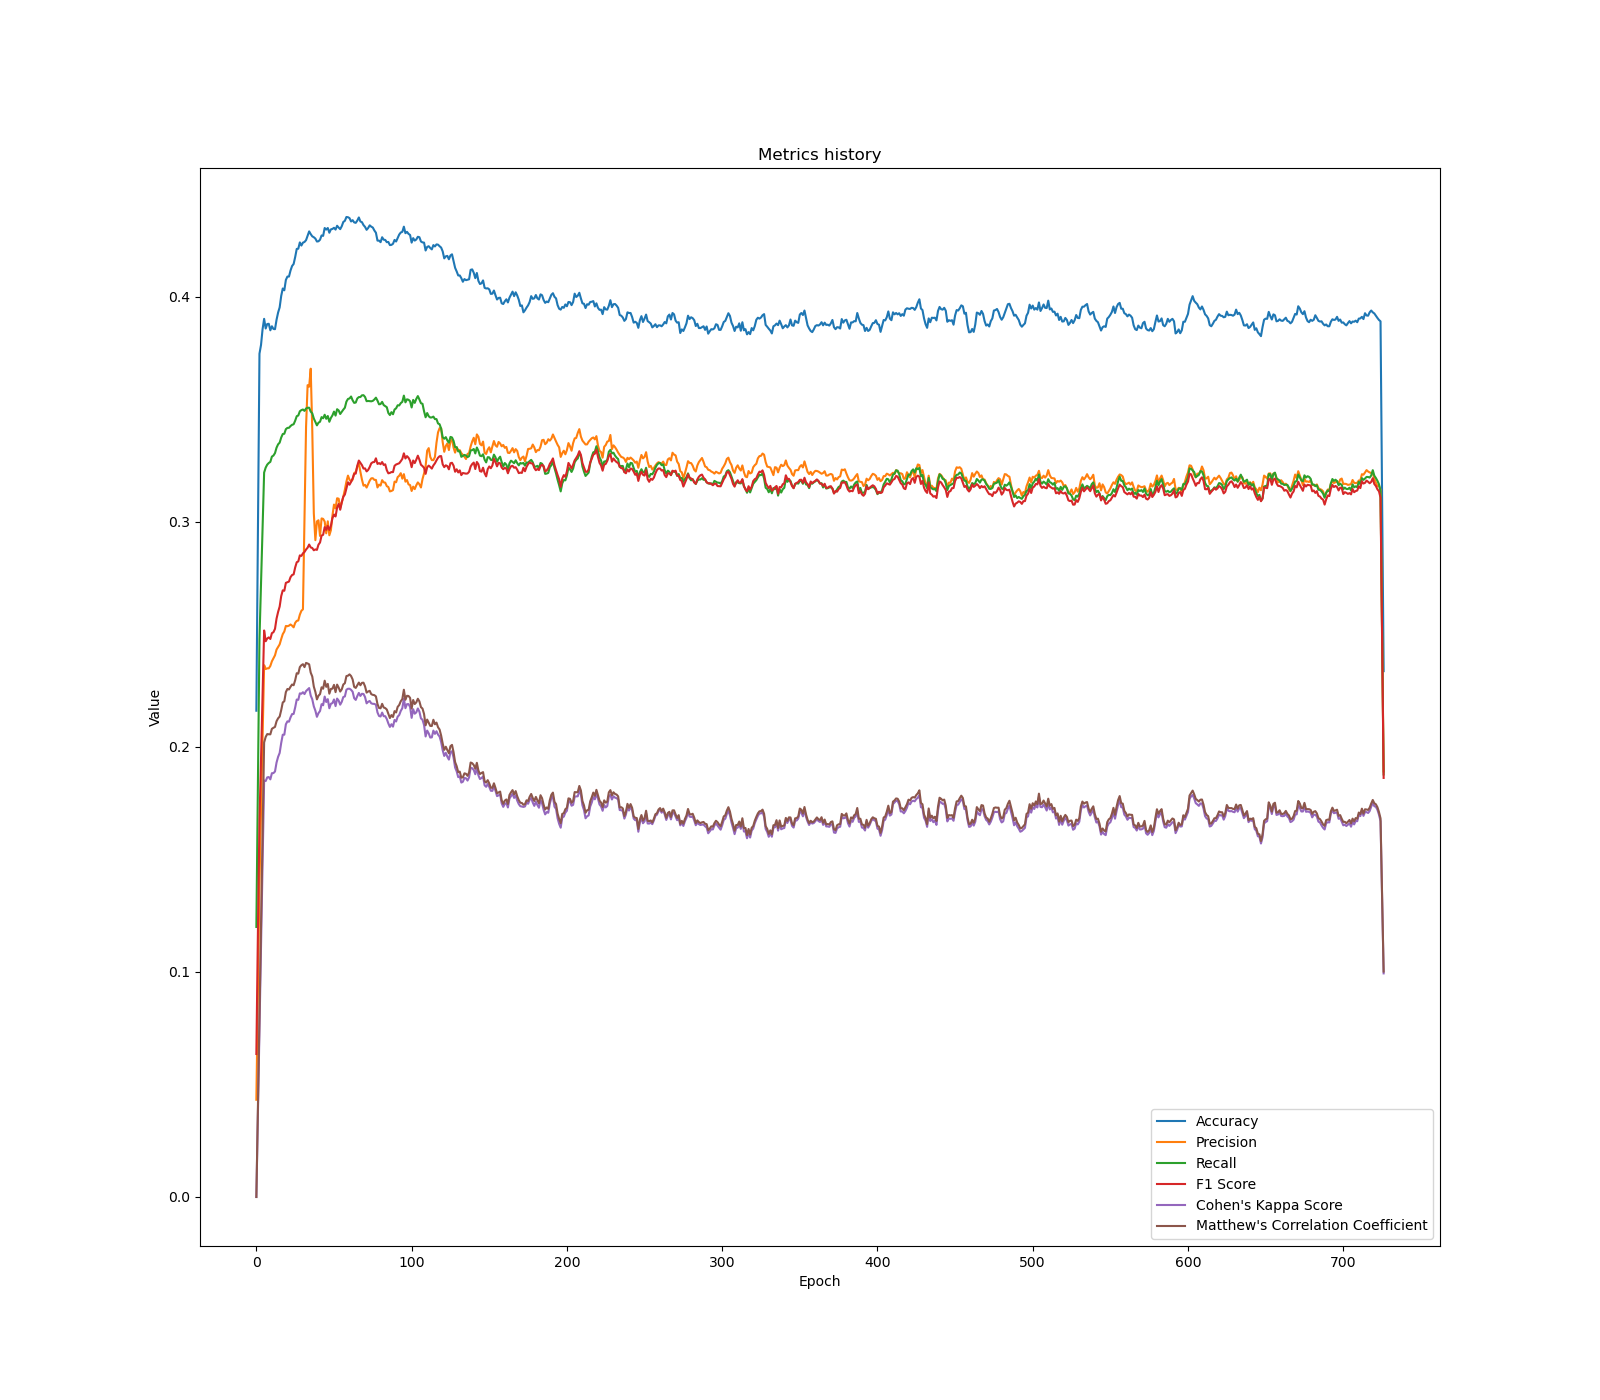 Metrics history
Value
0.4
0.3
0.2
0.1
0.0
0 100 200 300 400 500 600 700
Epoch
Accuracy
Precision
Recall
F1 Score
Cohen's Kappa Score
Matthew's Correlation Coefficient